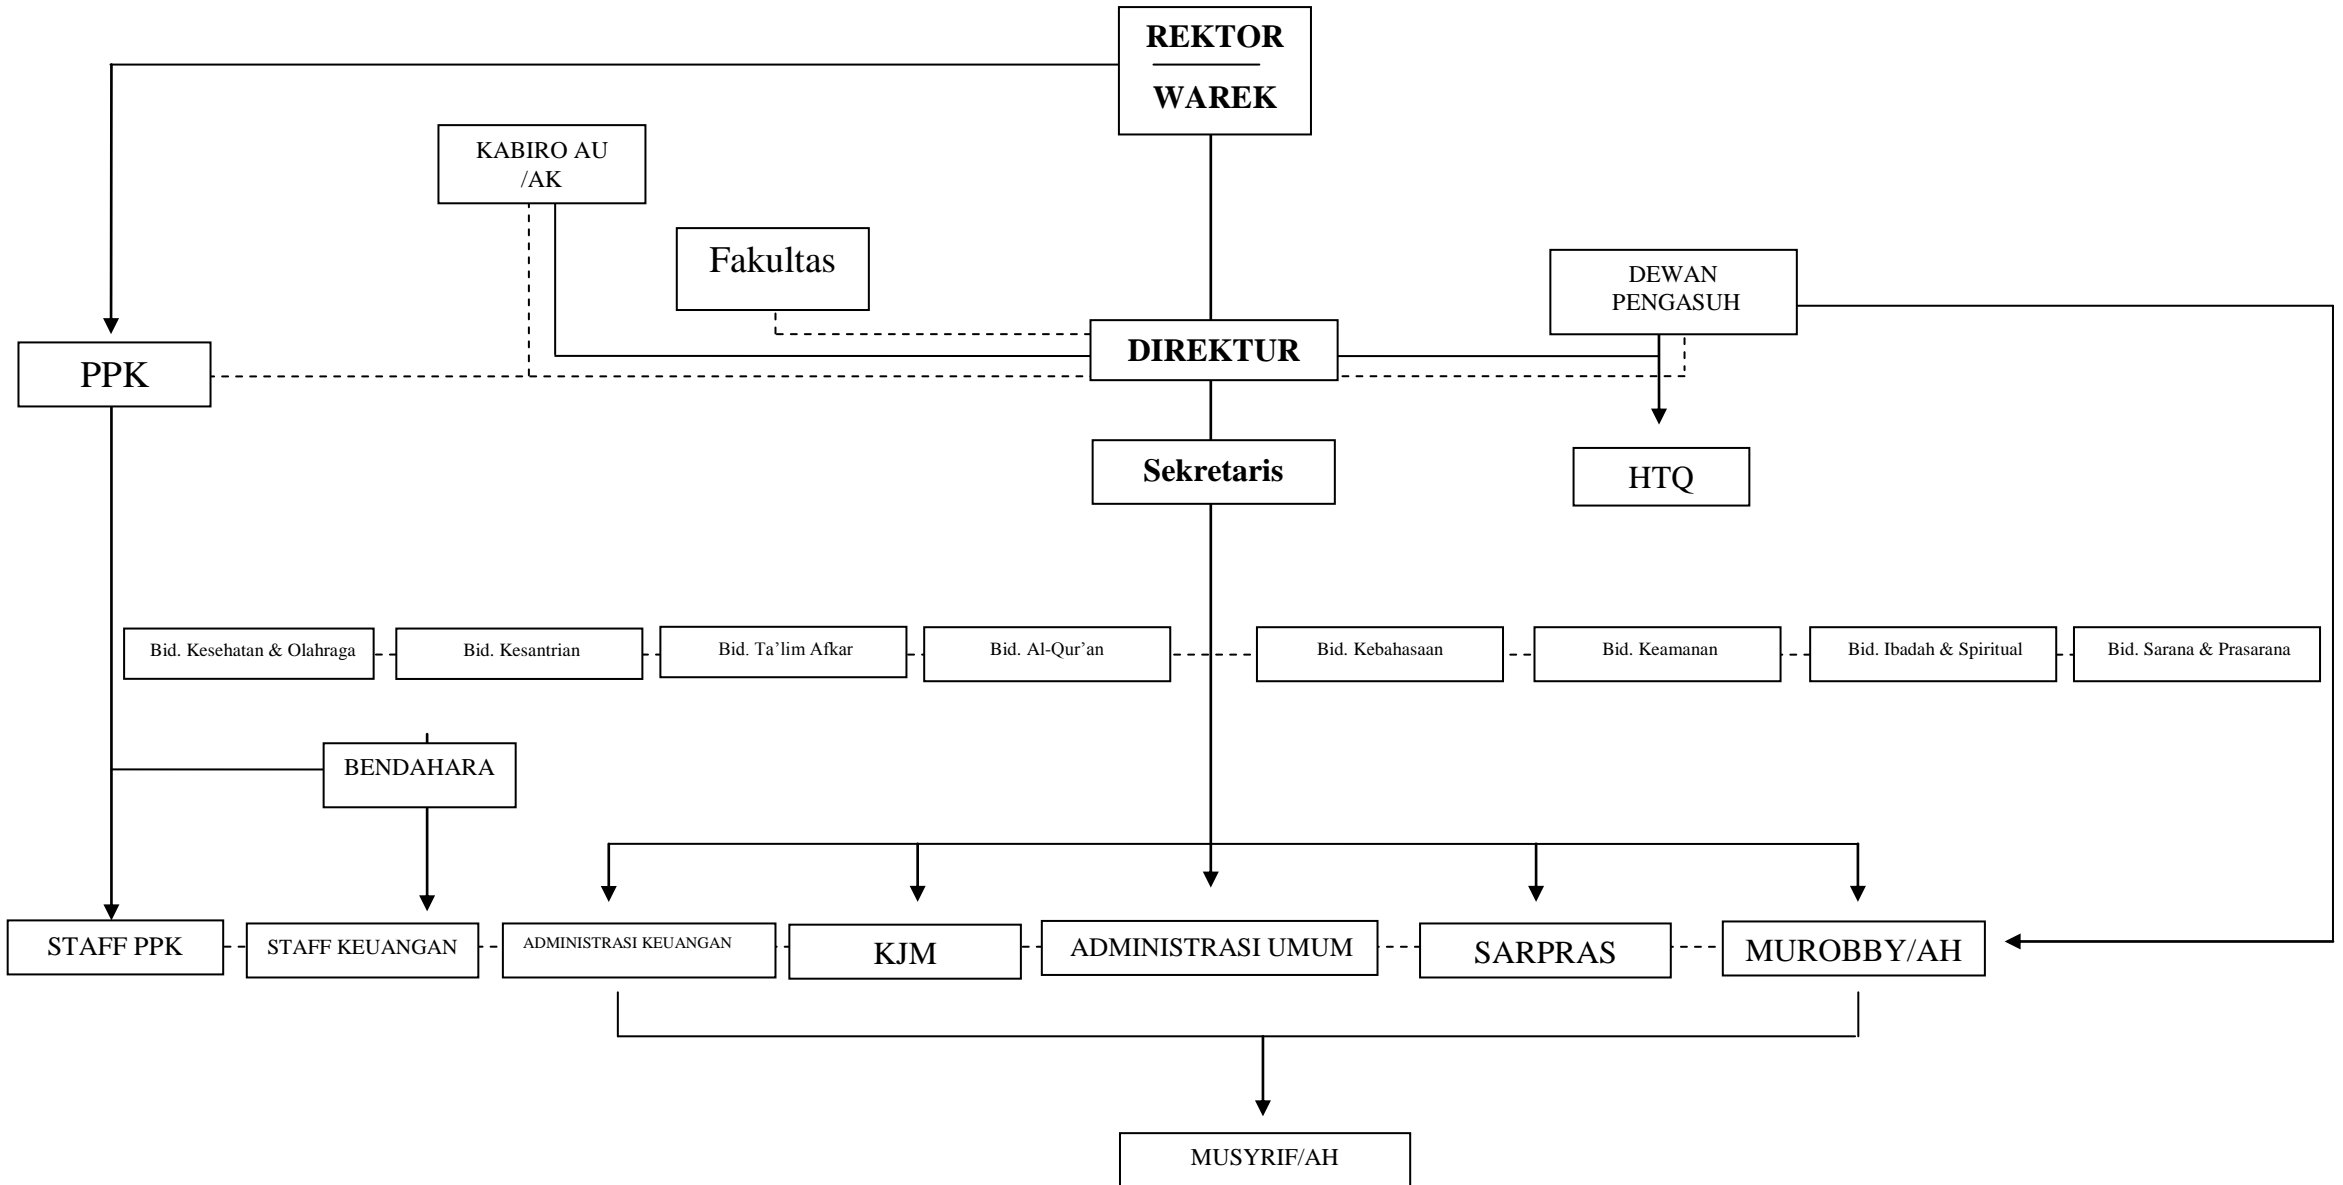 REKTOR
WAREK
KABIRO AU
/AK
Fakultas
DEWAN
PENGASUH
DIREKTUR
PPK
Sekretaris
HTQ
Bid. Kesehatan & Olahraga
Bid. Kesantrian
Bid. Ta’lim Afkar
Bid. Al-Qur’an
Bid. Kebahasaan
Bid. Keamanan
Bid. Ibadah & Spiritual
Bid. Sarana & Prasarana
BENDAHARA
STAFF PPK
STAFF KEUANGAN
ADMINISTRASI KEUANGAN
KJM
ADMINISTRASI UMUM
SARPRAS
MUROBBY/AH
MUSYRIF/AH